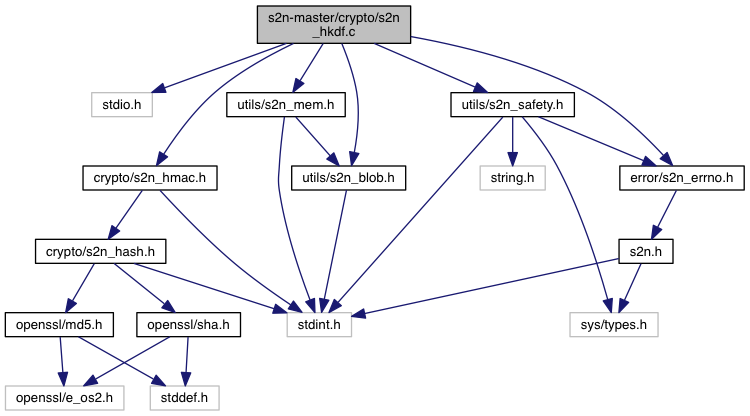 s2n-master/crypto/s2n
_hkdf.c
stdio.h
utils/s2n_mem.h
utils/s2n_safety.h
crypto/s2n_hmac.h
utils/s2n_blob.h
string.h
error/s2n_errno.h
crypto/s2n_hash.h
s2n.h
openssl/md5.h
openssl/sha.h
stdint.h
sys/types.h
openssl/e_os2.h
stddef.h